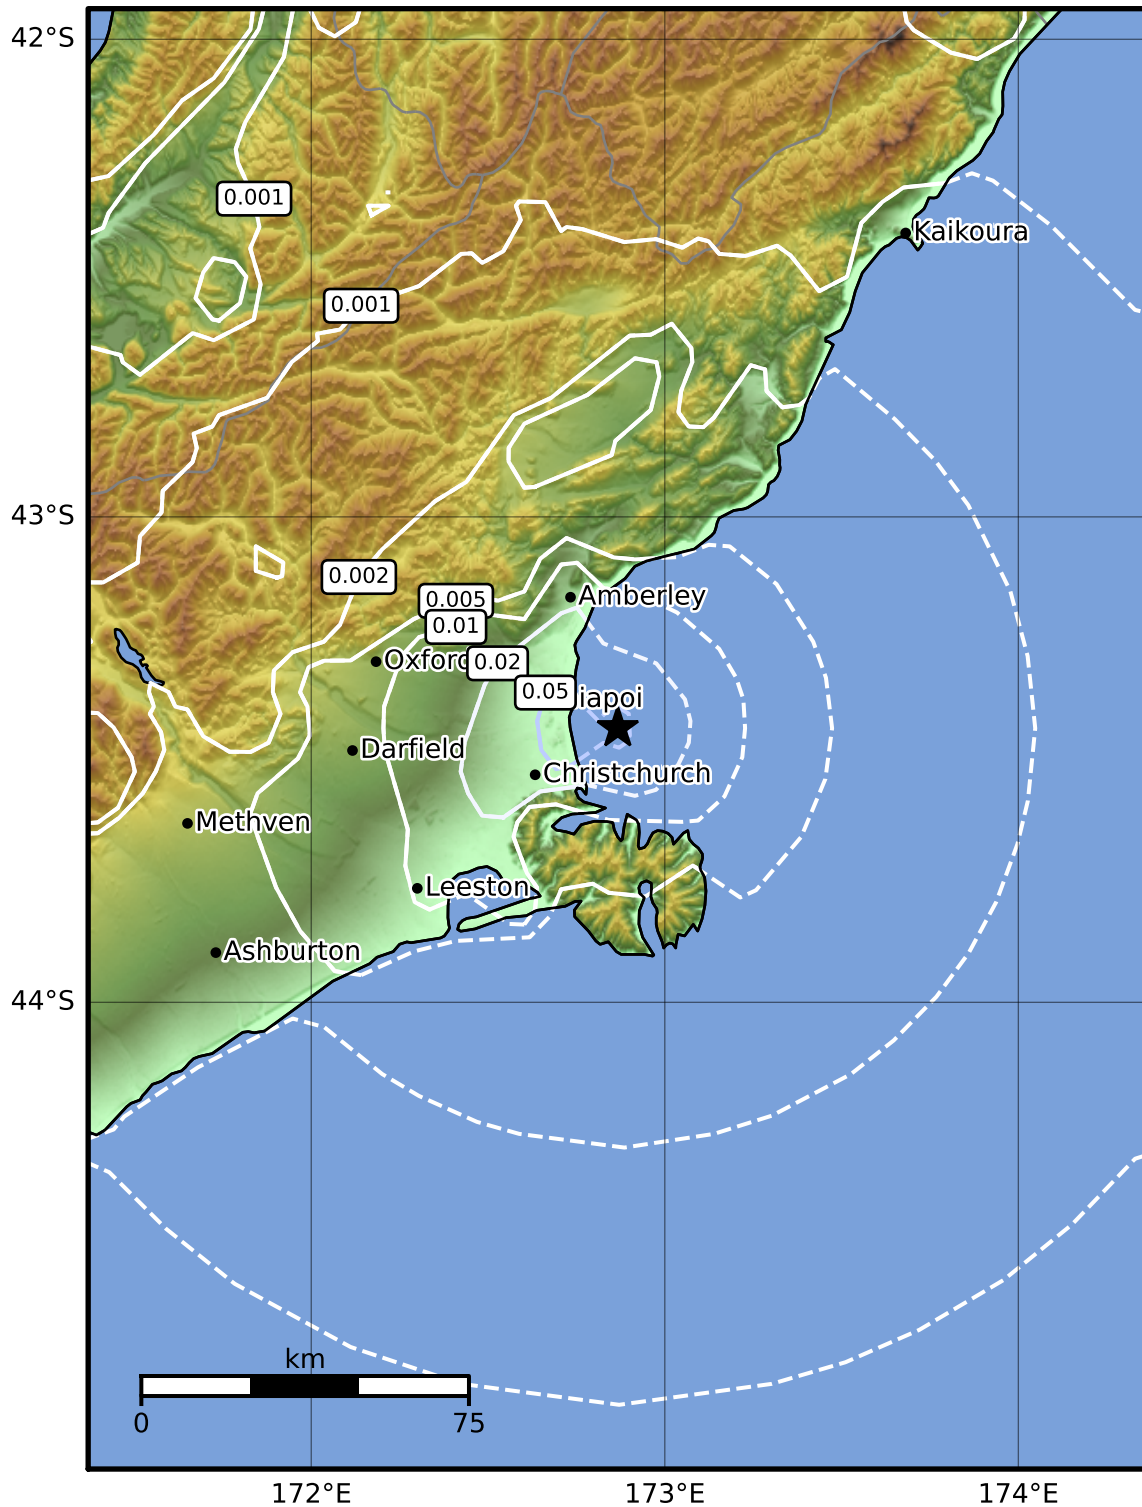 42°S
0.001
Kaikoura
0.001
43°S
0.002
0.005
Amberley
0.01
Oxford
0.02
0.05
iapoi
Darfield
Christchurch
Methven
Leeston
Ashburton
44°S
km
0 75
172°E 173°E 174°E